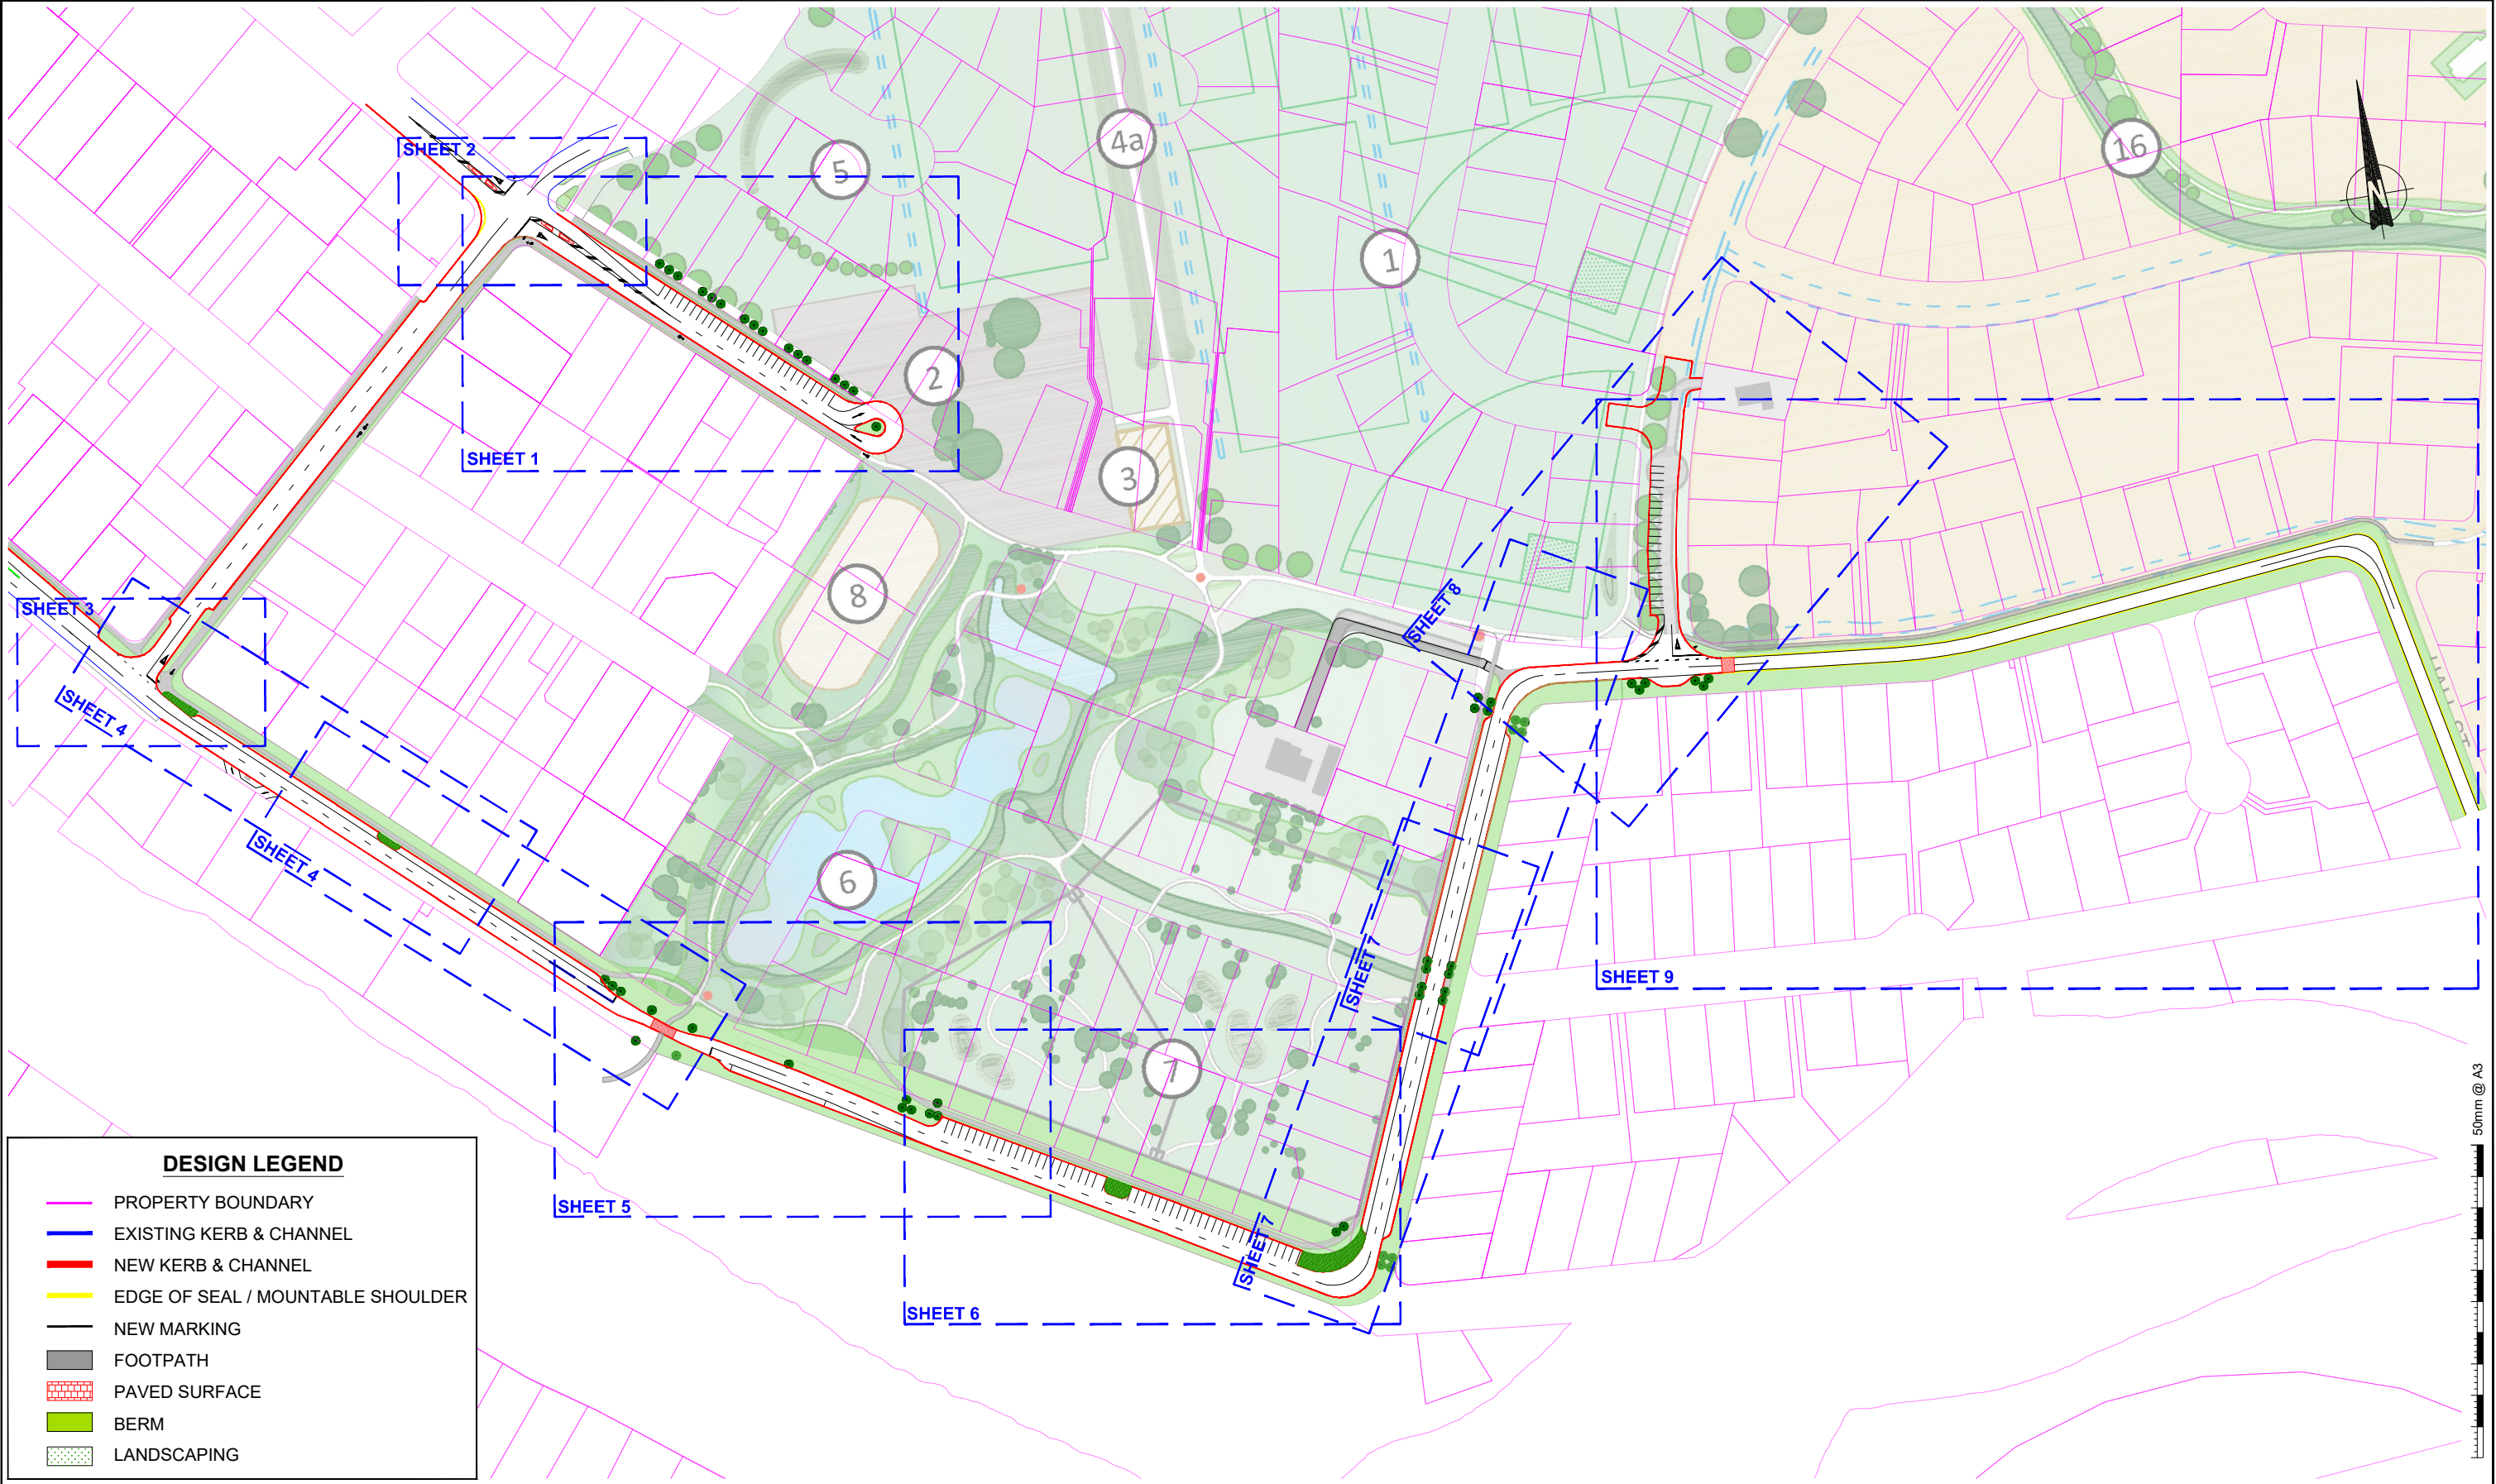 SHEET 2
5
4a
16
1
2
SHEET 1
3
8
SHEET 3
SHEET 8
SHEET 4
SHEET 4
6
SHEET 7
SHEET 9
7
SHEET 5
SHEET 7
SHEET 6
N
50mm @ A3
DESIGN LEGEND
PROPERTY BOUNDARY
EXISTING KERB & CHANNEL
NEW KERB & CHANNEL
EDGE OF SEAL / MOUNTABLE SHOULDER
NEW MARKING
FOOTPATH
PAVED SURFACE
BERM
LANDSCAPING